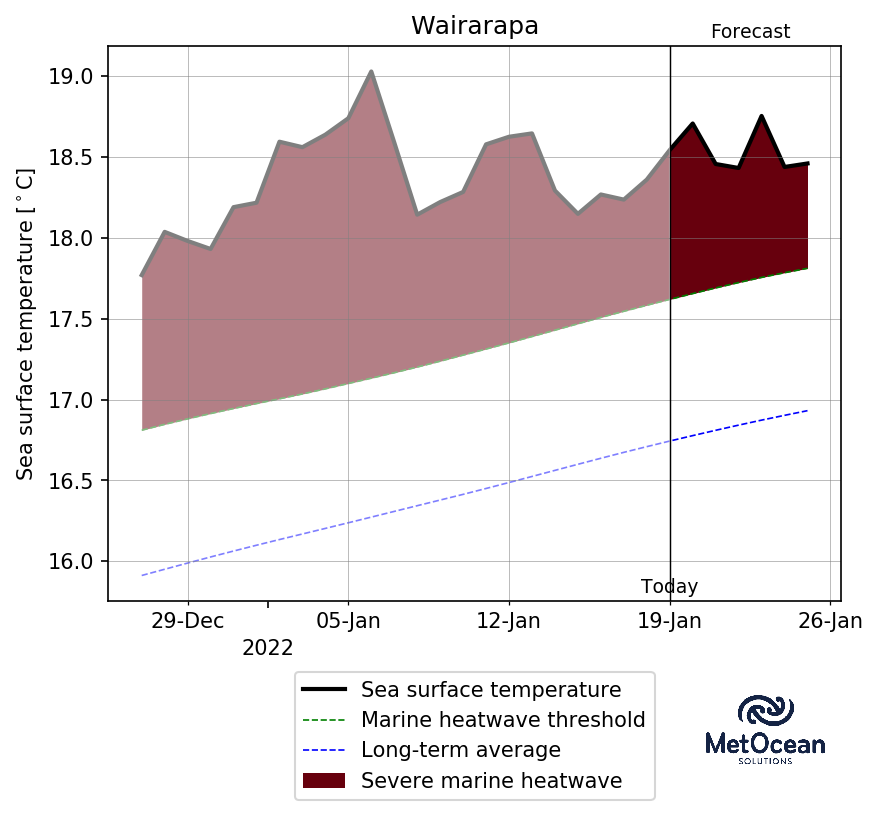 Wairarapa
Forecast
Sea surface temperature [°C]
19.0
18.5
18.0
17.5
17.0
16.5
16.0
Today
29-Dec
05-Jan
12-Jan
19-Jan
26-Jan
2022
Sea surface temperature
Marine heatwave threshold
Long-term average
Severe marine heatwave
MetOcean
SOLUTIONS